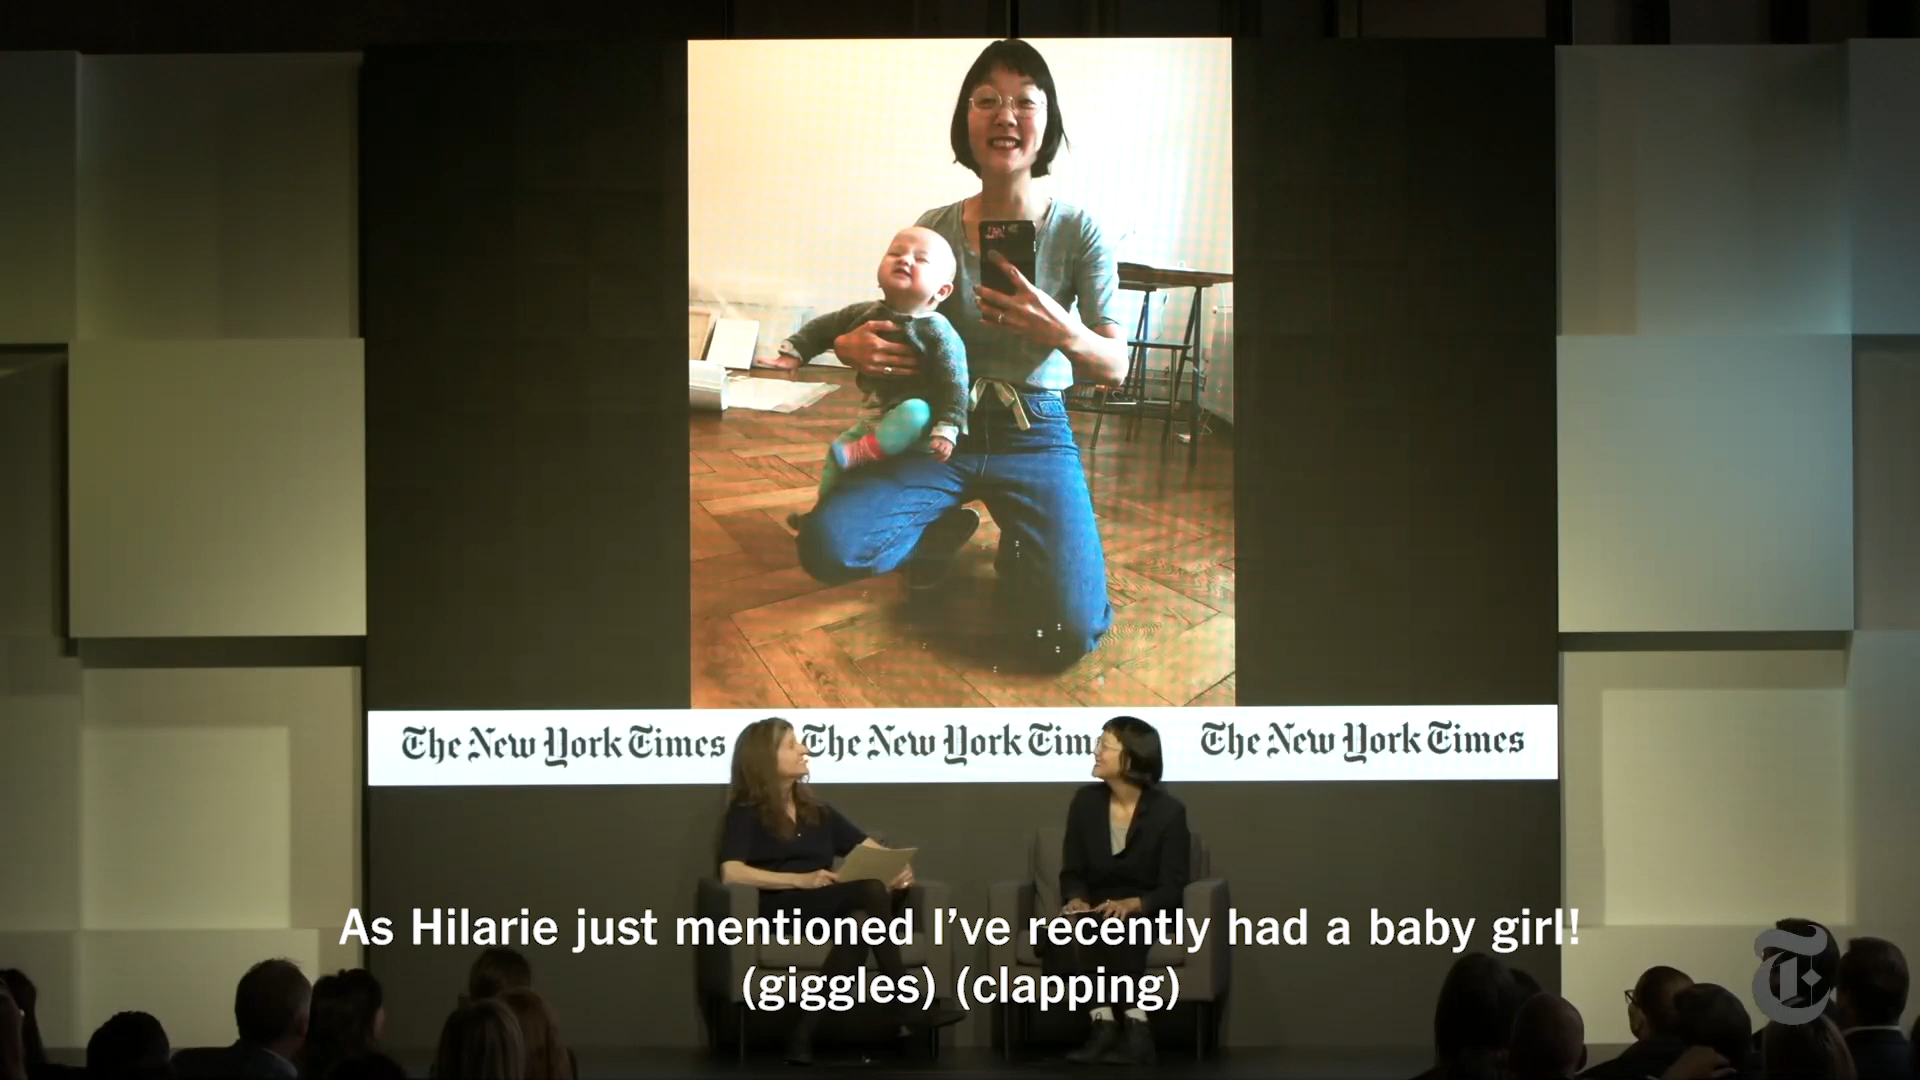 The New York Times The New York Tim The New York Times
As Hilarie just mentioned I've recently had a baby girl!
(giggles) (clapping)
T